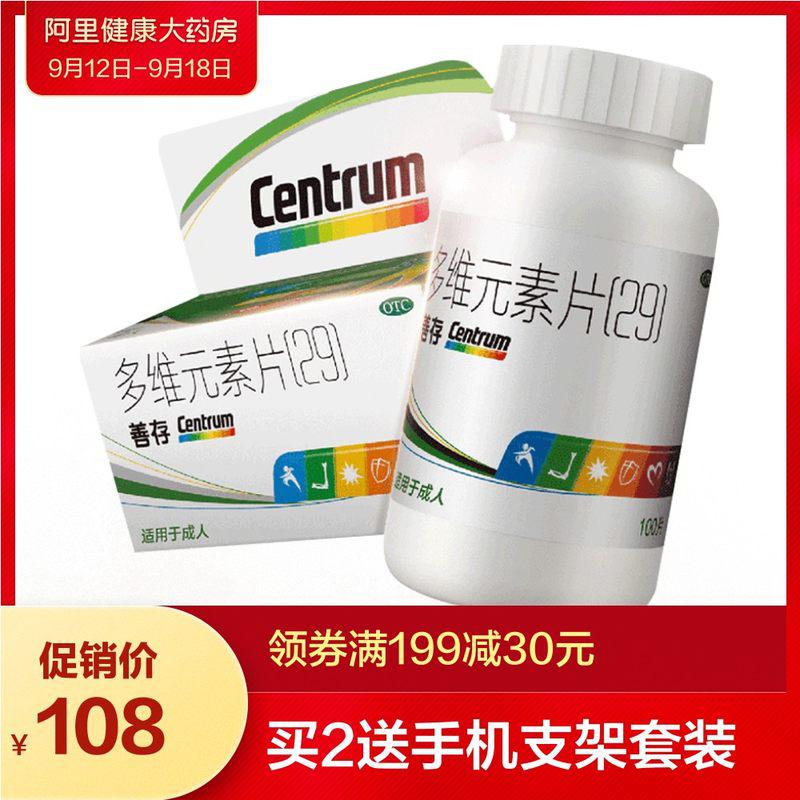 阿里健康大药房
9月12日-9月18日
Centrum
OTC
多维元素片(29)
善存 Centrum
适用于成人
OTC
多维元素片(29)
善存 Centrum
适用于成人
100片
促销价
¥108
领券满199减30元
买2送手机支架套装